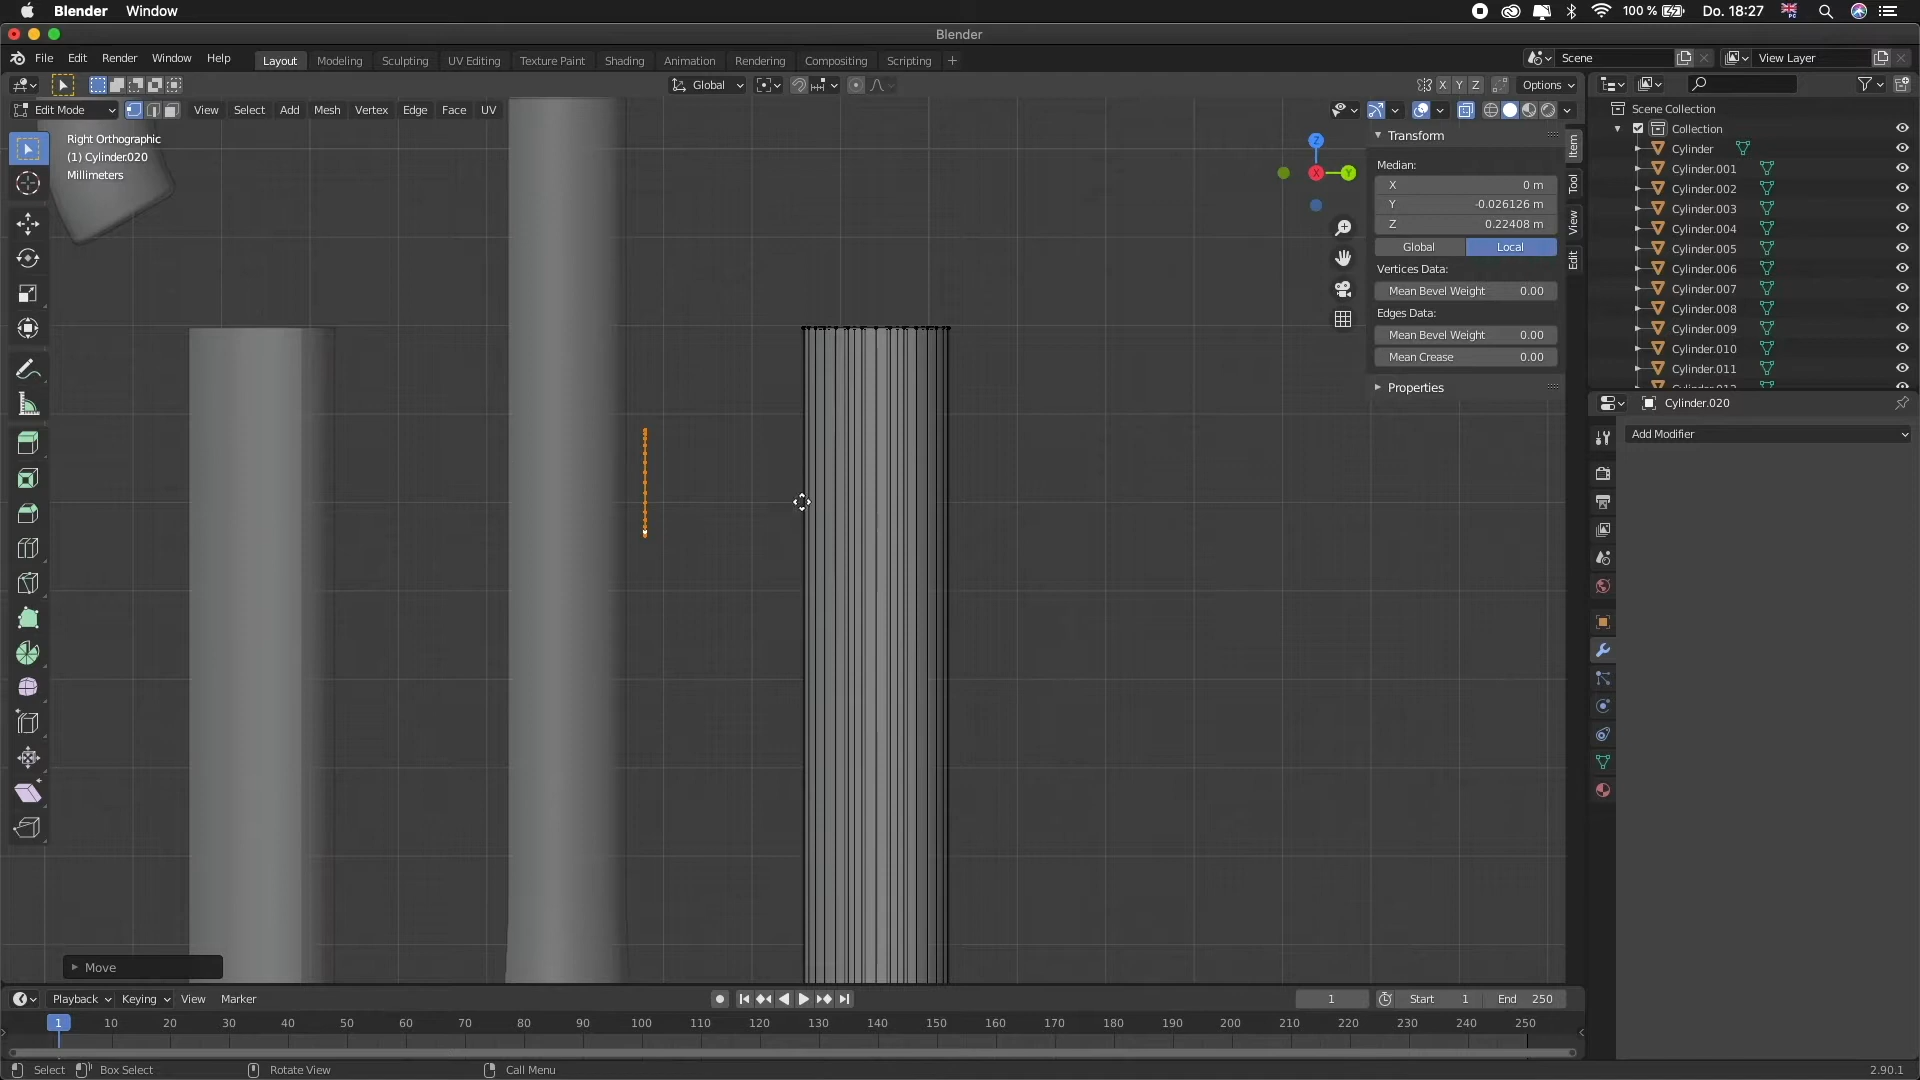 Blender Window 100 % Do. 18:27
Blender
File Edit Render Window Help Layout Modeling Sculpting UV Editing Texture Paint Shading Animation Rendering Compositing Scripting + Scene View Layer
Global X Y Z Options
Edit Mode View Select Add Mesh Vertex Edge Face UV
Right Orthographic
(1) Cylinder.020
Millimeters
Z
X
Y
Transform
Median:
X 0 m
Y -0.026126 m
Z 0.22408 m
Global Local
Vertices Data:
Mean Bevel Weight 0.00
Edges Data:
Mean Bevel Weight 0.00
Mean Crease 0.00
Properties
Item
Tool
View
Edit
Scene Collection
Collection
Cylinder
Cylinder.001
Cylinder.002
Cylinder.003
Cylinder.004
Cylinder.005
Cylinder.006
Cylinder.007
Cylinder.008
Cylinder.009
Cylinder.010
Cylinder.011
Cylinder.020
Add Modifier
Move
Playback Keying View Marker 1 Start 1 End 250
1 10 20 30 40 50 60 70 80 90 100 110 120 130 140 150 160 170 180 190 200 210 220 230 240 250
Select Box Select Rotate View Call Menu 2.90.1